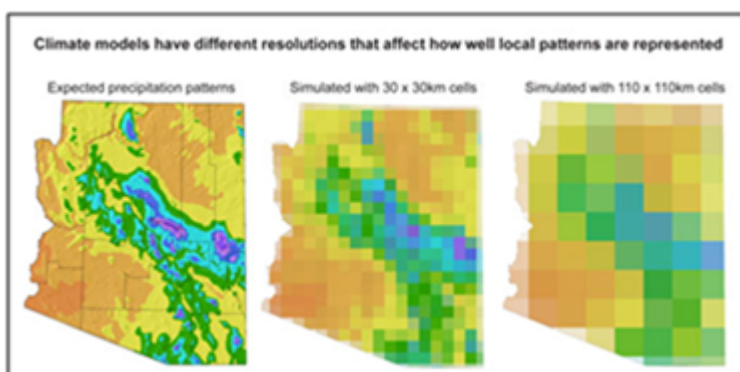 Climate models have different resolutions that affect how well local patterns are represented
Expected precipitation patterns
Simulated with 30 x 30km cells
Simulated with 110 x 110km cells